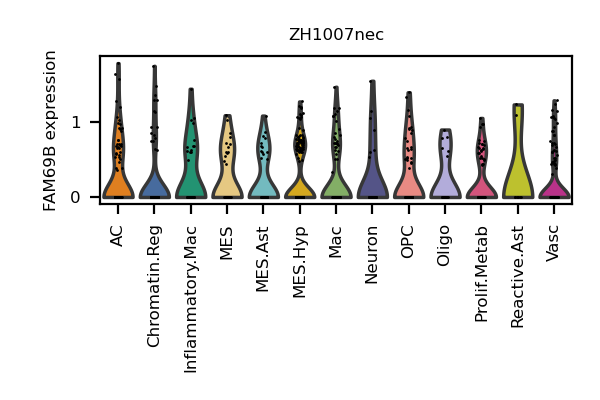 ZH1007nec
FAM69B expression
1
0
AC
Chromatin.Reg
Inflammatory.Mac
MES
MES.Ast
MES.Hyp
Mac
Neuron
OPC
Oligo
Prolif.Metab
Reactive.Ast
Vasc